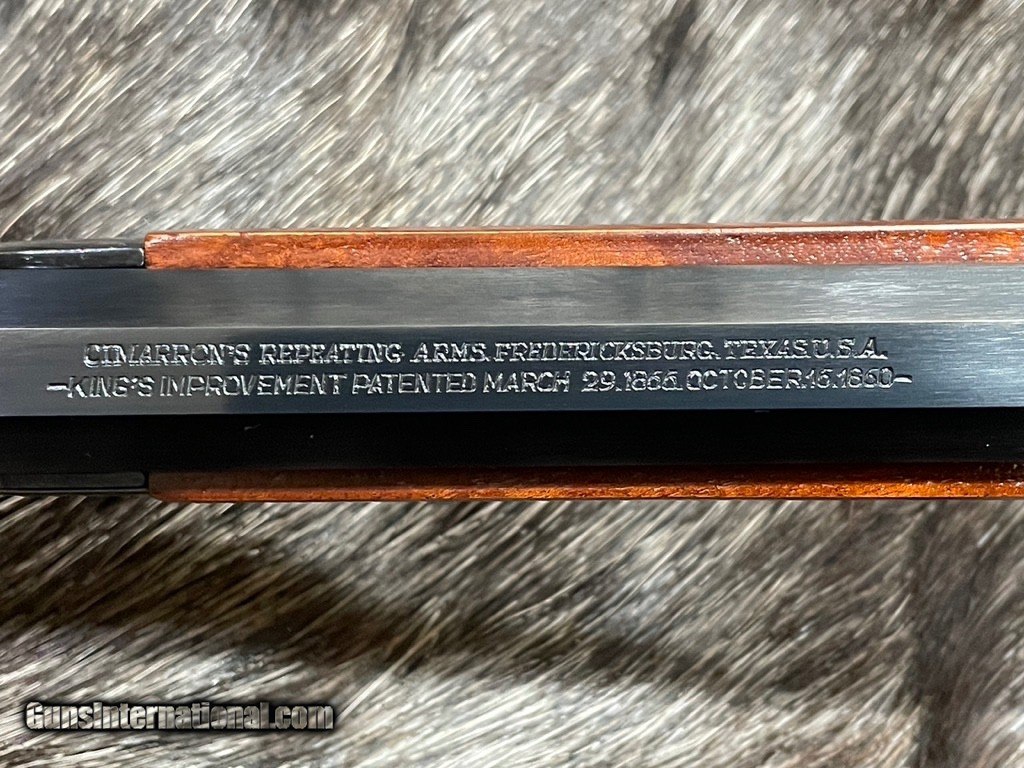 CIMARRON'S REPEATING ARMS. FREDERICKSBURG. TEXAS. U.S.A.
-KING'S IMPROVEMENT PATENTED MARCH 29.1866. OCTOBER.16.1860-
GunsInternational.com